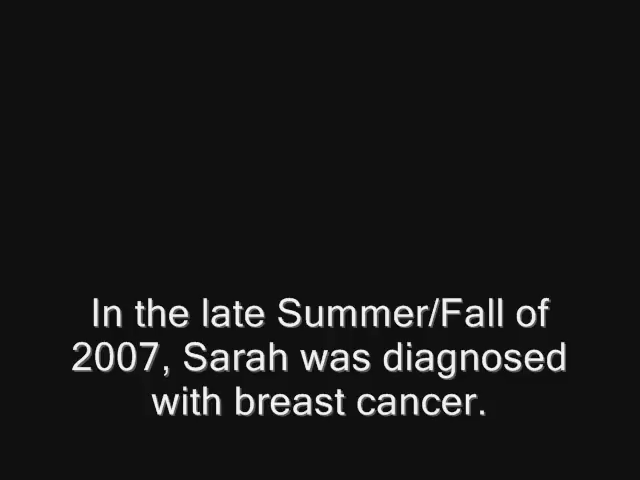 In the late Summer/Fall of
2007, Sarah was diagnosed
with breast cancer.